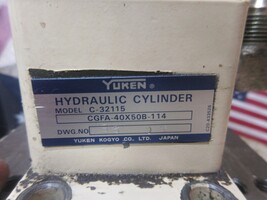 YUKEN
HYDRAULIC CYLINDER
MODEL C-32115
CGFA-40X50B-114
DWG.NO
YUKEN KOGYO CO., LTD. JAPAN